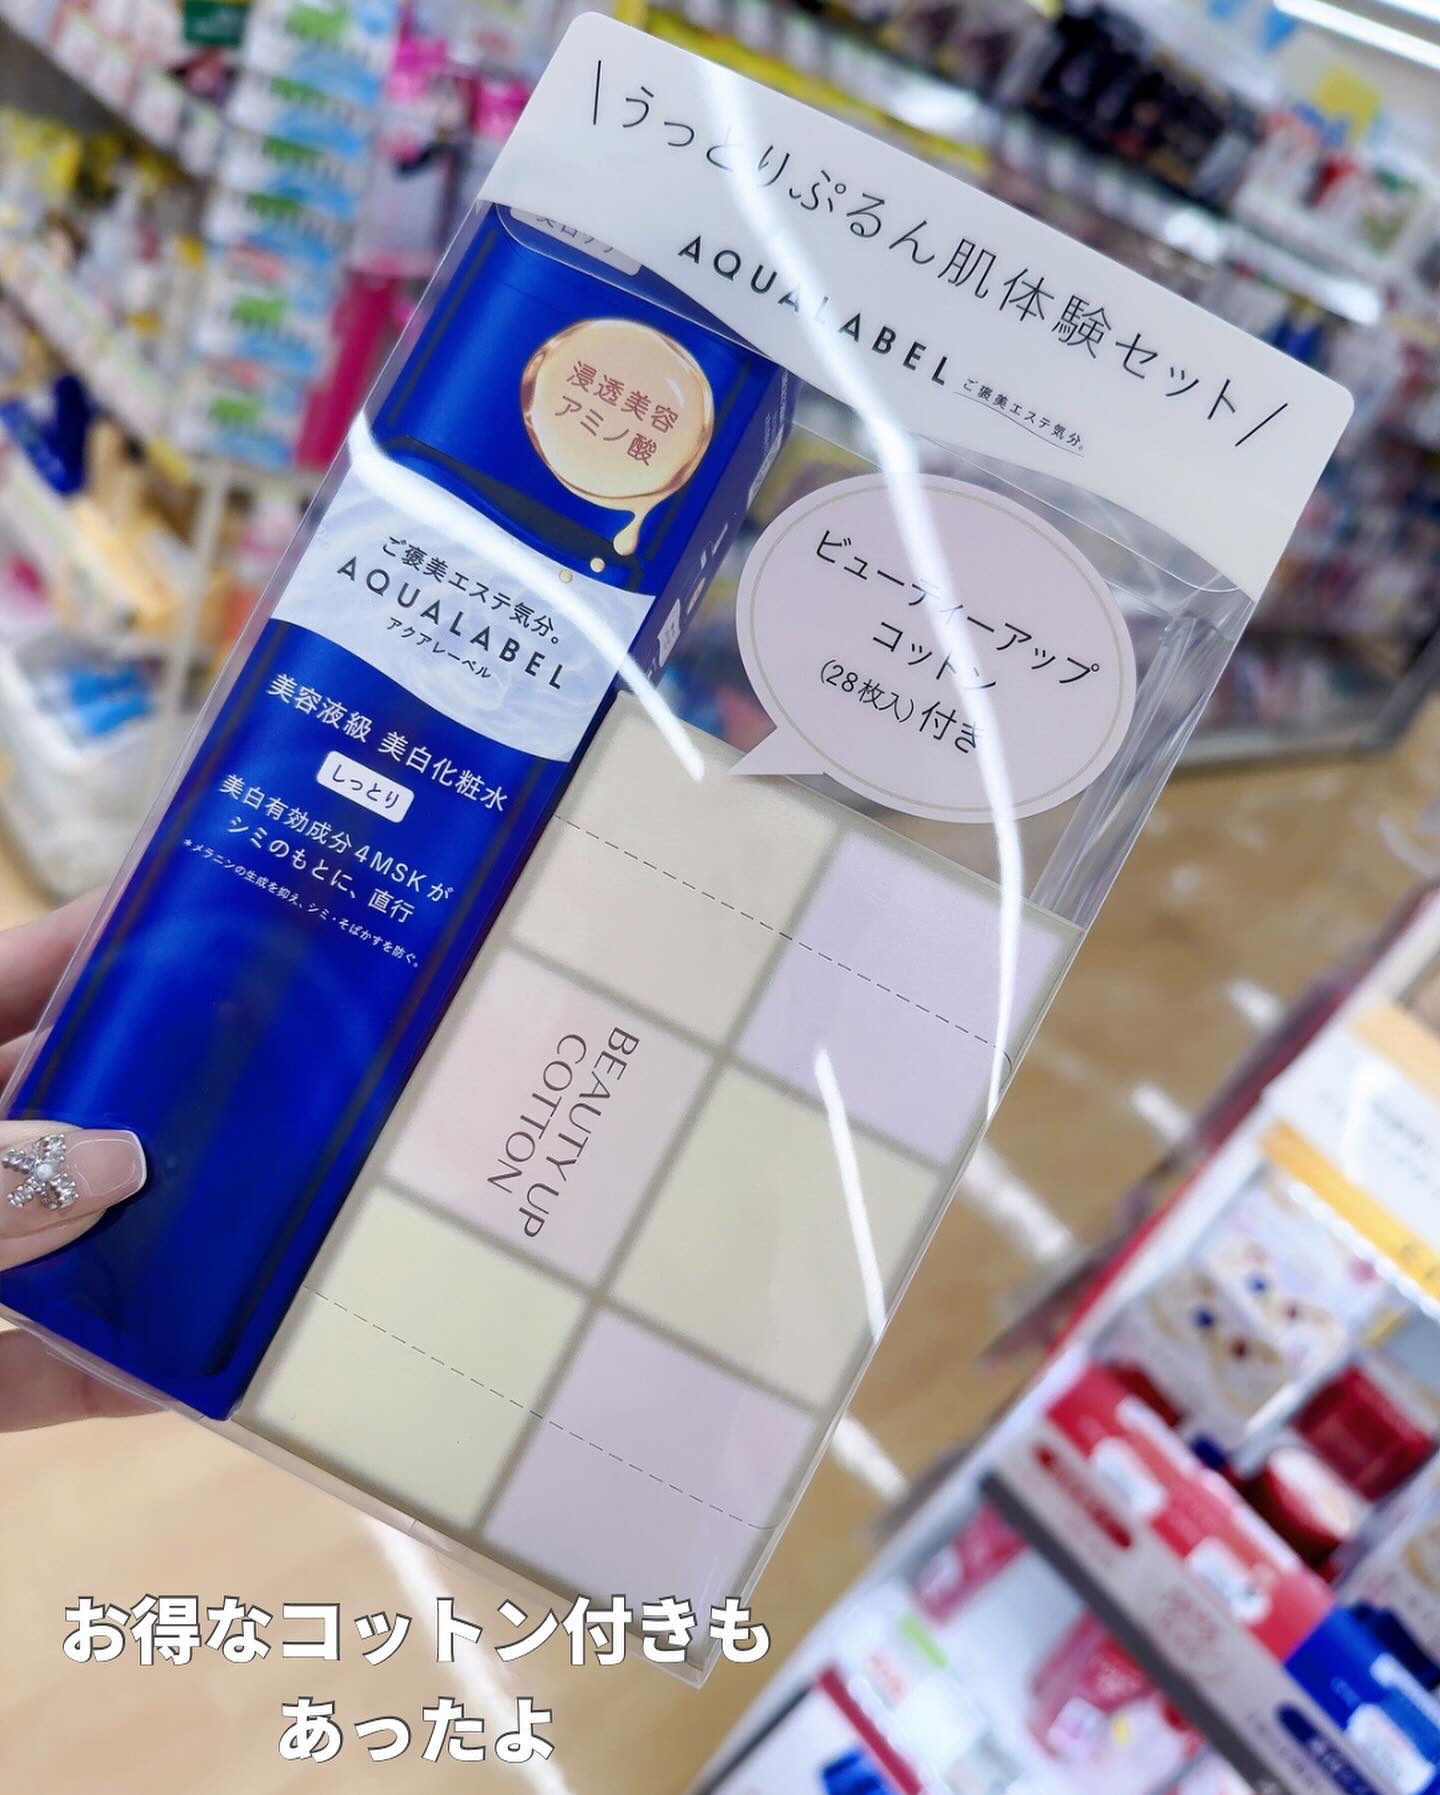 \うっとりぷるん肌体験セット/
AQUALABEL ご褒美エステ気分。
浸透美容
アミノ酸
ご褒美エステ気分。
AQUALABEL
アクアレーベル
美容液級 美白化粧水
しっとり
美白有効成分4MSKが
シミのもとに、直行
*メラニンの生成を抑え、シミ・そばかすを防ぐ。
ビューティーアップ
コットン
(28枚入)付き
BEAUTY UP
COTTON
お得なコットン付きも
あったよ